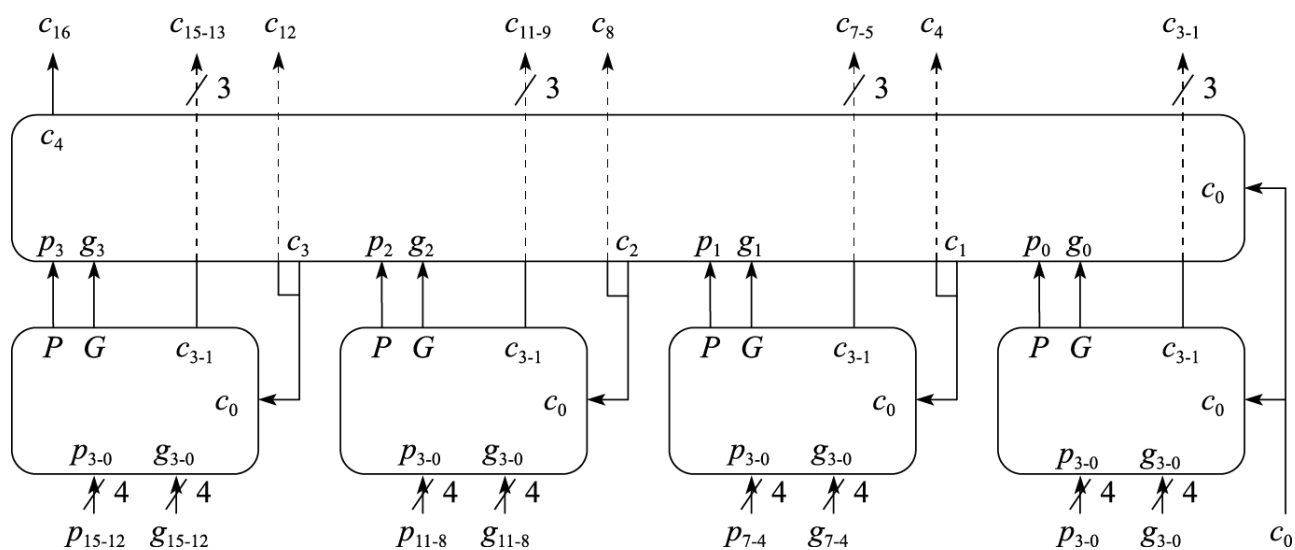 c₁₆ c₁₅₋₁₃ c₁₂ c₁₁₋₉ c₈ c₇₋₅ c₄ c₃₋₁
3 3 3 3
c₄
c₀
p₃ g₃ c₃ p₂ g₂ c₂ p₁ g₁ c₁ p₀ g₀
P G c₃₋₁ P G c₃₋₁ P G c₃₋₁ P G c₃₋₁
c₀ c₀ c₀ c₀
p₃₋₀ g₃₋₀ p₃₋₀ g₃₋₀ p₃₋₀ g₃₋₀ p₃₋₀ g₃₋₀
4 4 4 4 4 4 4 4
p₁₅₋₁₂ g₁₅₋₁₂ p₁₁₋₈ g₁₁₋₈ p₇₋₄ g₇₋₄ p₃₋₀ g₃₋₀ c₀